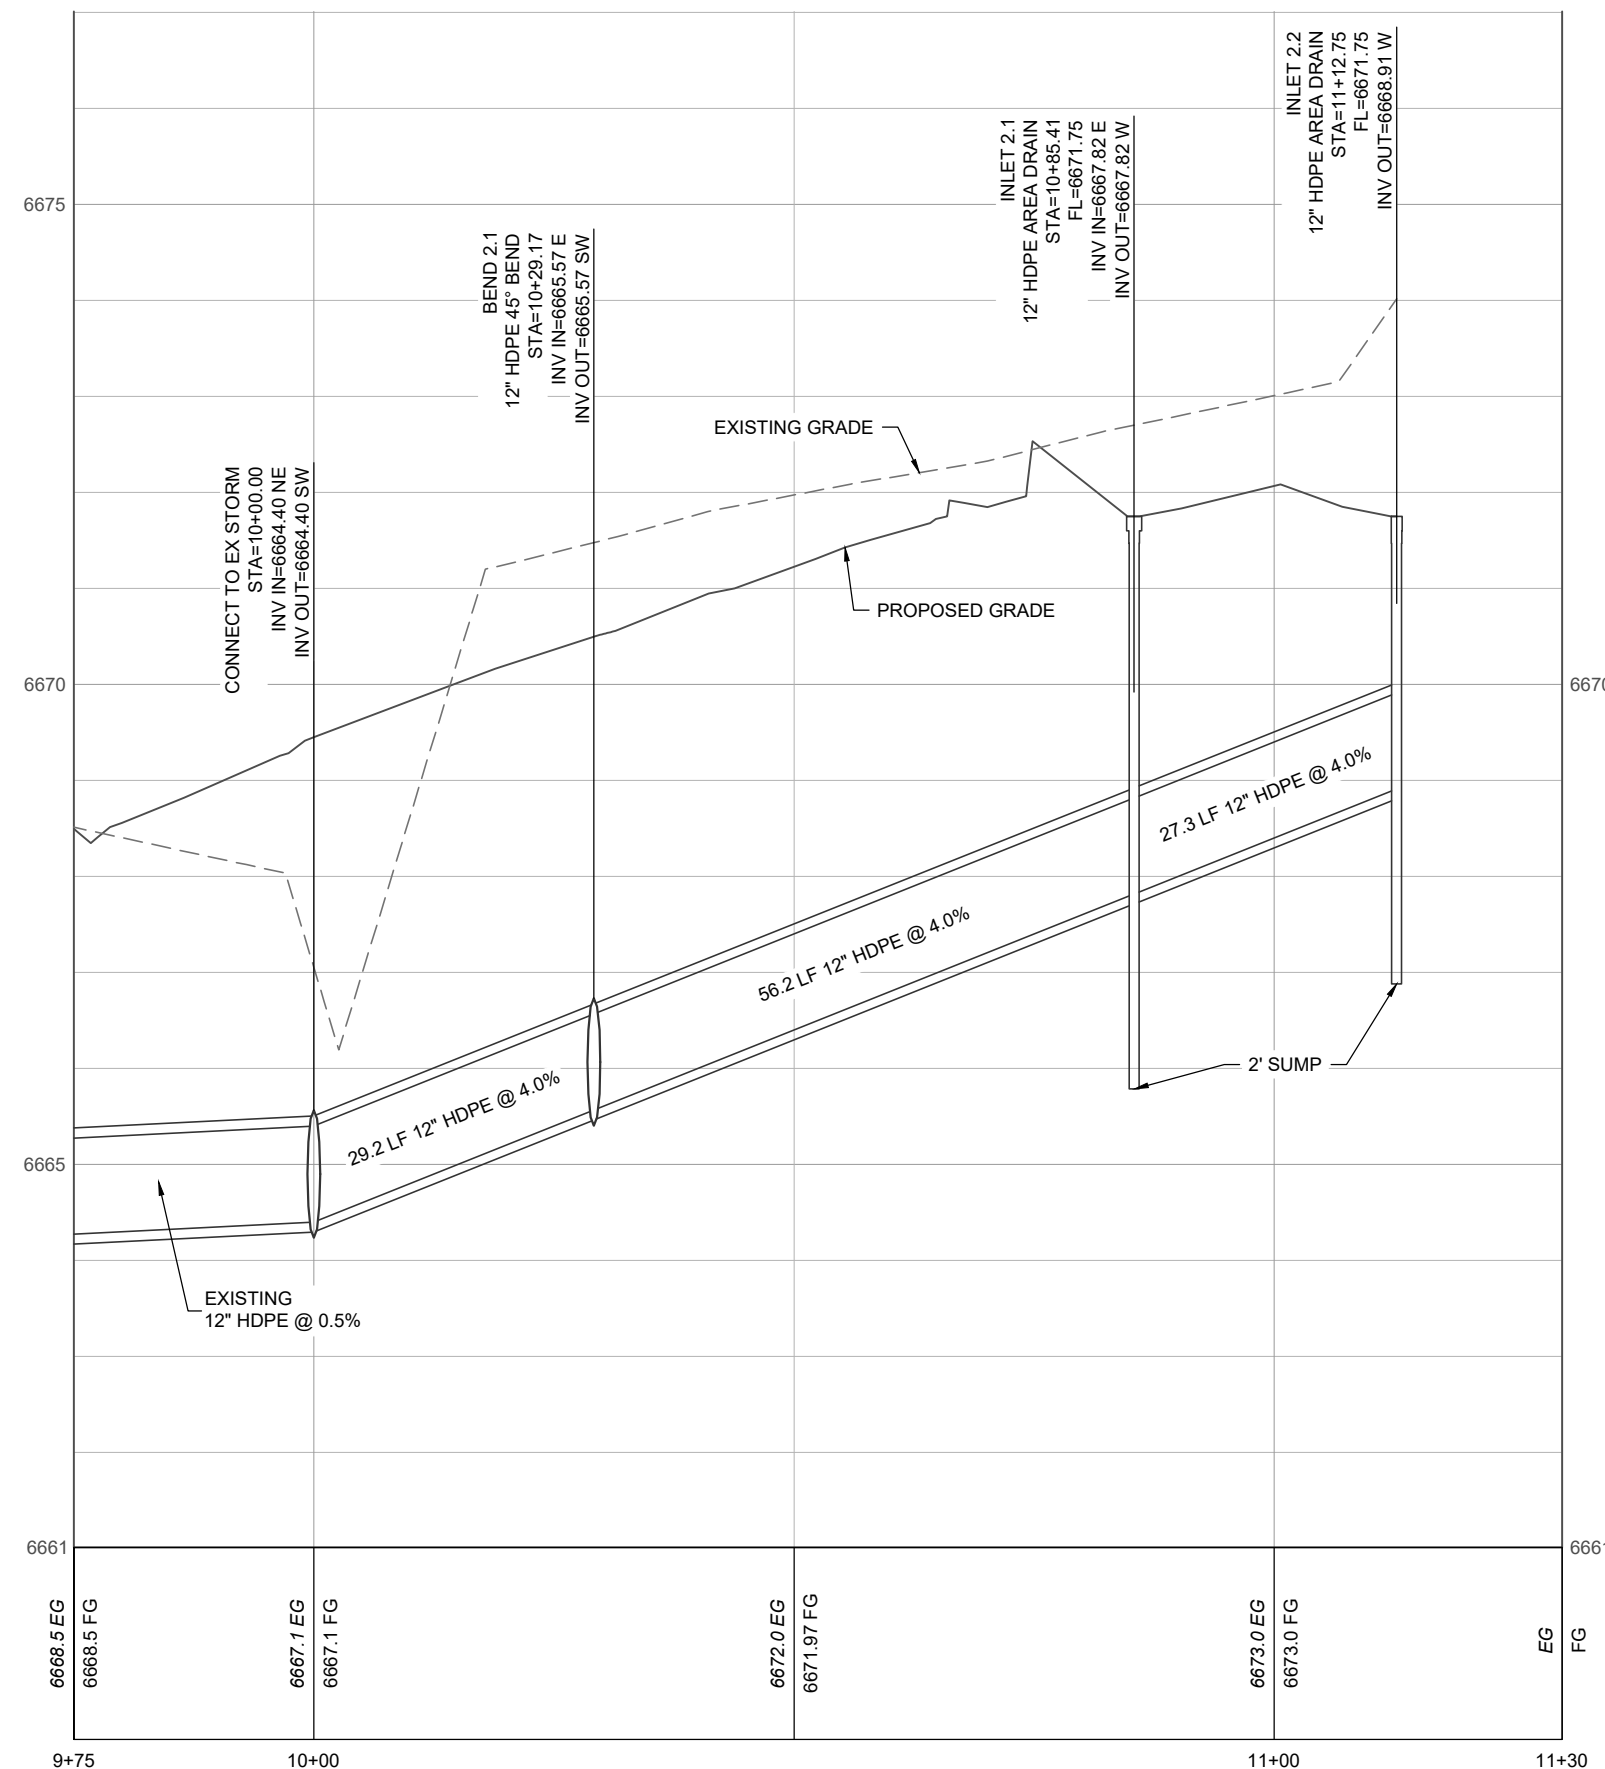 INLET 2.2
12" HDPE AREA DRAIN
STA=11+12.75
FL=6671.75
INV OUT=6668.91 W
INLET 2.1
12" HDPE AREA DRAIN
STA=10+85.41
FL=6671.75
INV IN=6667.82 E
INV OUT=6667.82 W
6675
BEND 2.1
12" HDPE 45° BEND
STA=10+29.17
INV IN=6665.57 E
INV OUT=6665.57 SW
EXISTING GRADE
CONNECT TO EX STORM
STA=10+00.00
INV IN=6664.40 NE
INV OUT=6664.40 SW
PROPOSED GRADE
6670
6670
27.3 LF 12" HDPE @ 4.0%
56.2 LF 12" HDPE @ 4.0%
2' SUMP
29.2 LF 12" HDPE @ 4.0%
6665
EXISTING
12" HDPE @ 0.5%
6661
6661
6668.5 EG
6668.5 FG
6667.1 EG
6667.1 FG
6672.0 EG
6671.97 FG
6673.0 EG
6673.0 FG
EG
FG
9+75
10+00
11+00
11+30